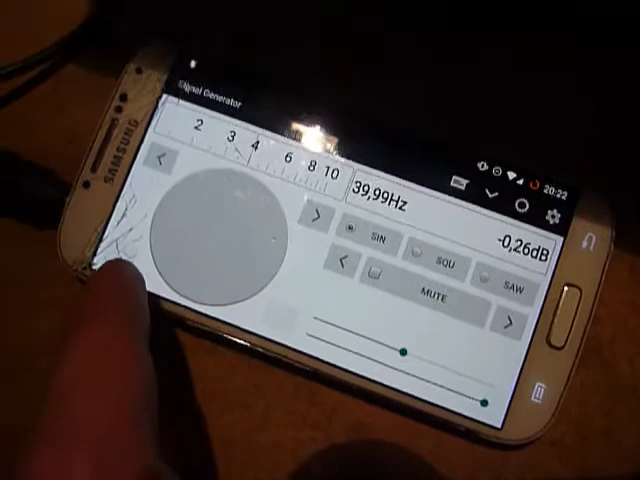 SAMSUNG
20:22
Signal Generator
2 3 4 6 8 10
39,99Hz
-0,26dB
<
>
SIN
SQU
SAW
<
MUTE
>